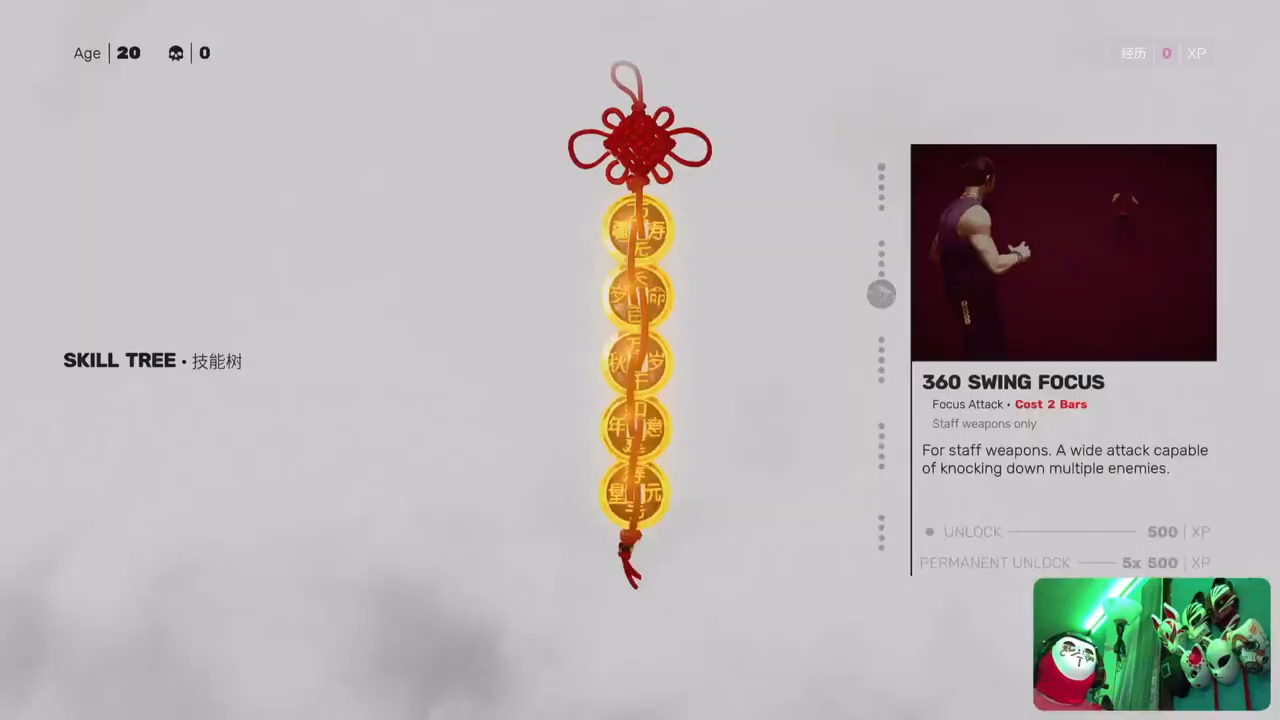 Age 20 0
经历 0 XP
SKILL TREE · 技能树
360 SWING FOCUS
Focus Attack · Cost 2 Bars
Staff weapons only
For staff weapons. A wide attack capable
of knocking down multiple enemies.
UNLOCK 500 | XP
PERMANENT UNLOCK 5x 500 | XP